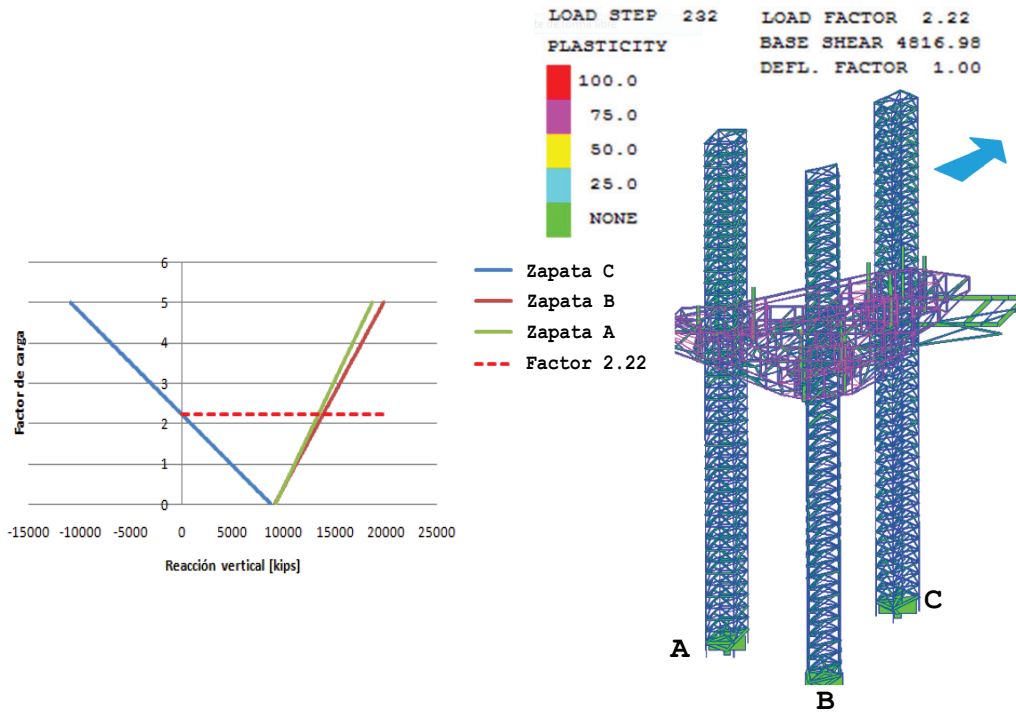 LOAD STEP 232
LOAD FACTOR 2.22
PLASTICITY
BASE SHEAR 4816.98
DEFL. FACTOR 1.00
100.0
75.0
50.0
25.0
NONE
Factor de carga
6
5
4
3
2
1
0
-15000 -10000 -5000 0 5000 10000 15000 20000 25000
Reacción vertical [kips]
Zapata C
Zapata B
Zapata A
Factor 2.22
A
B
C